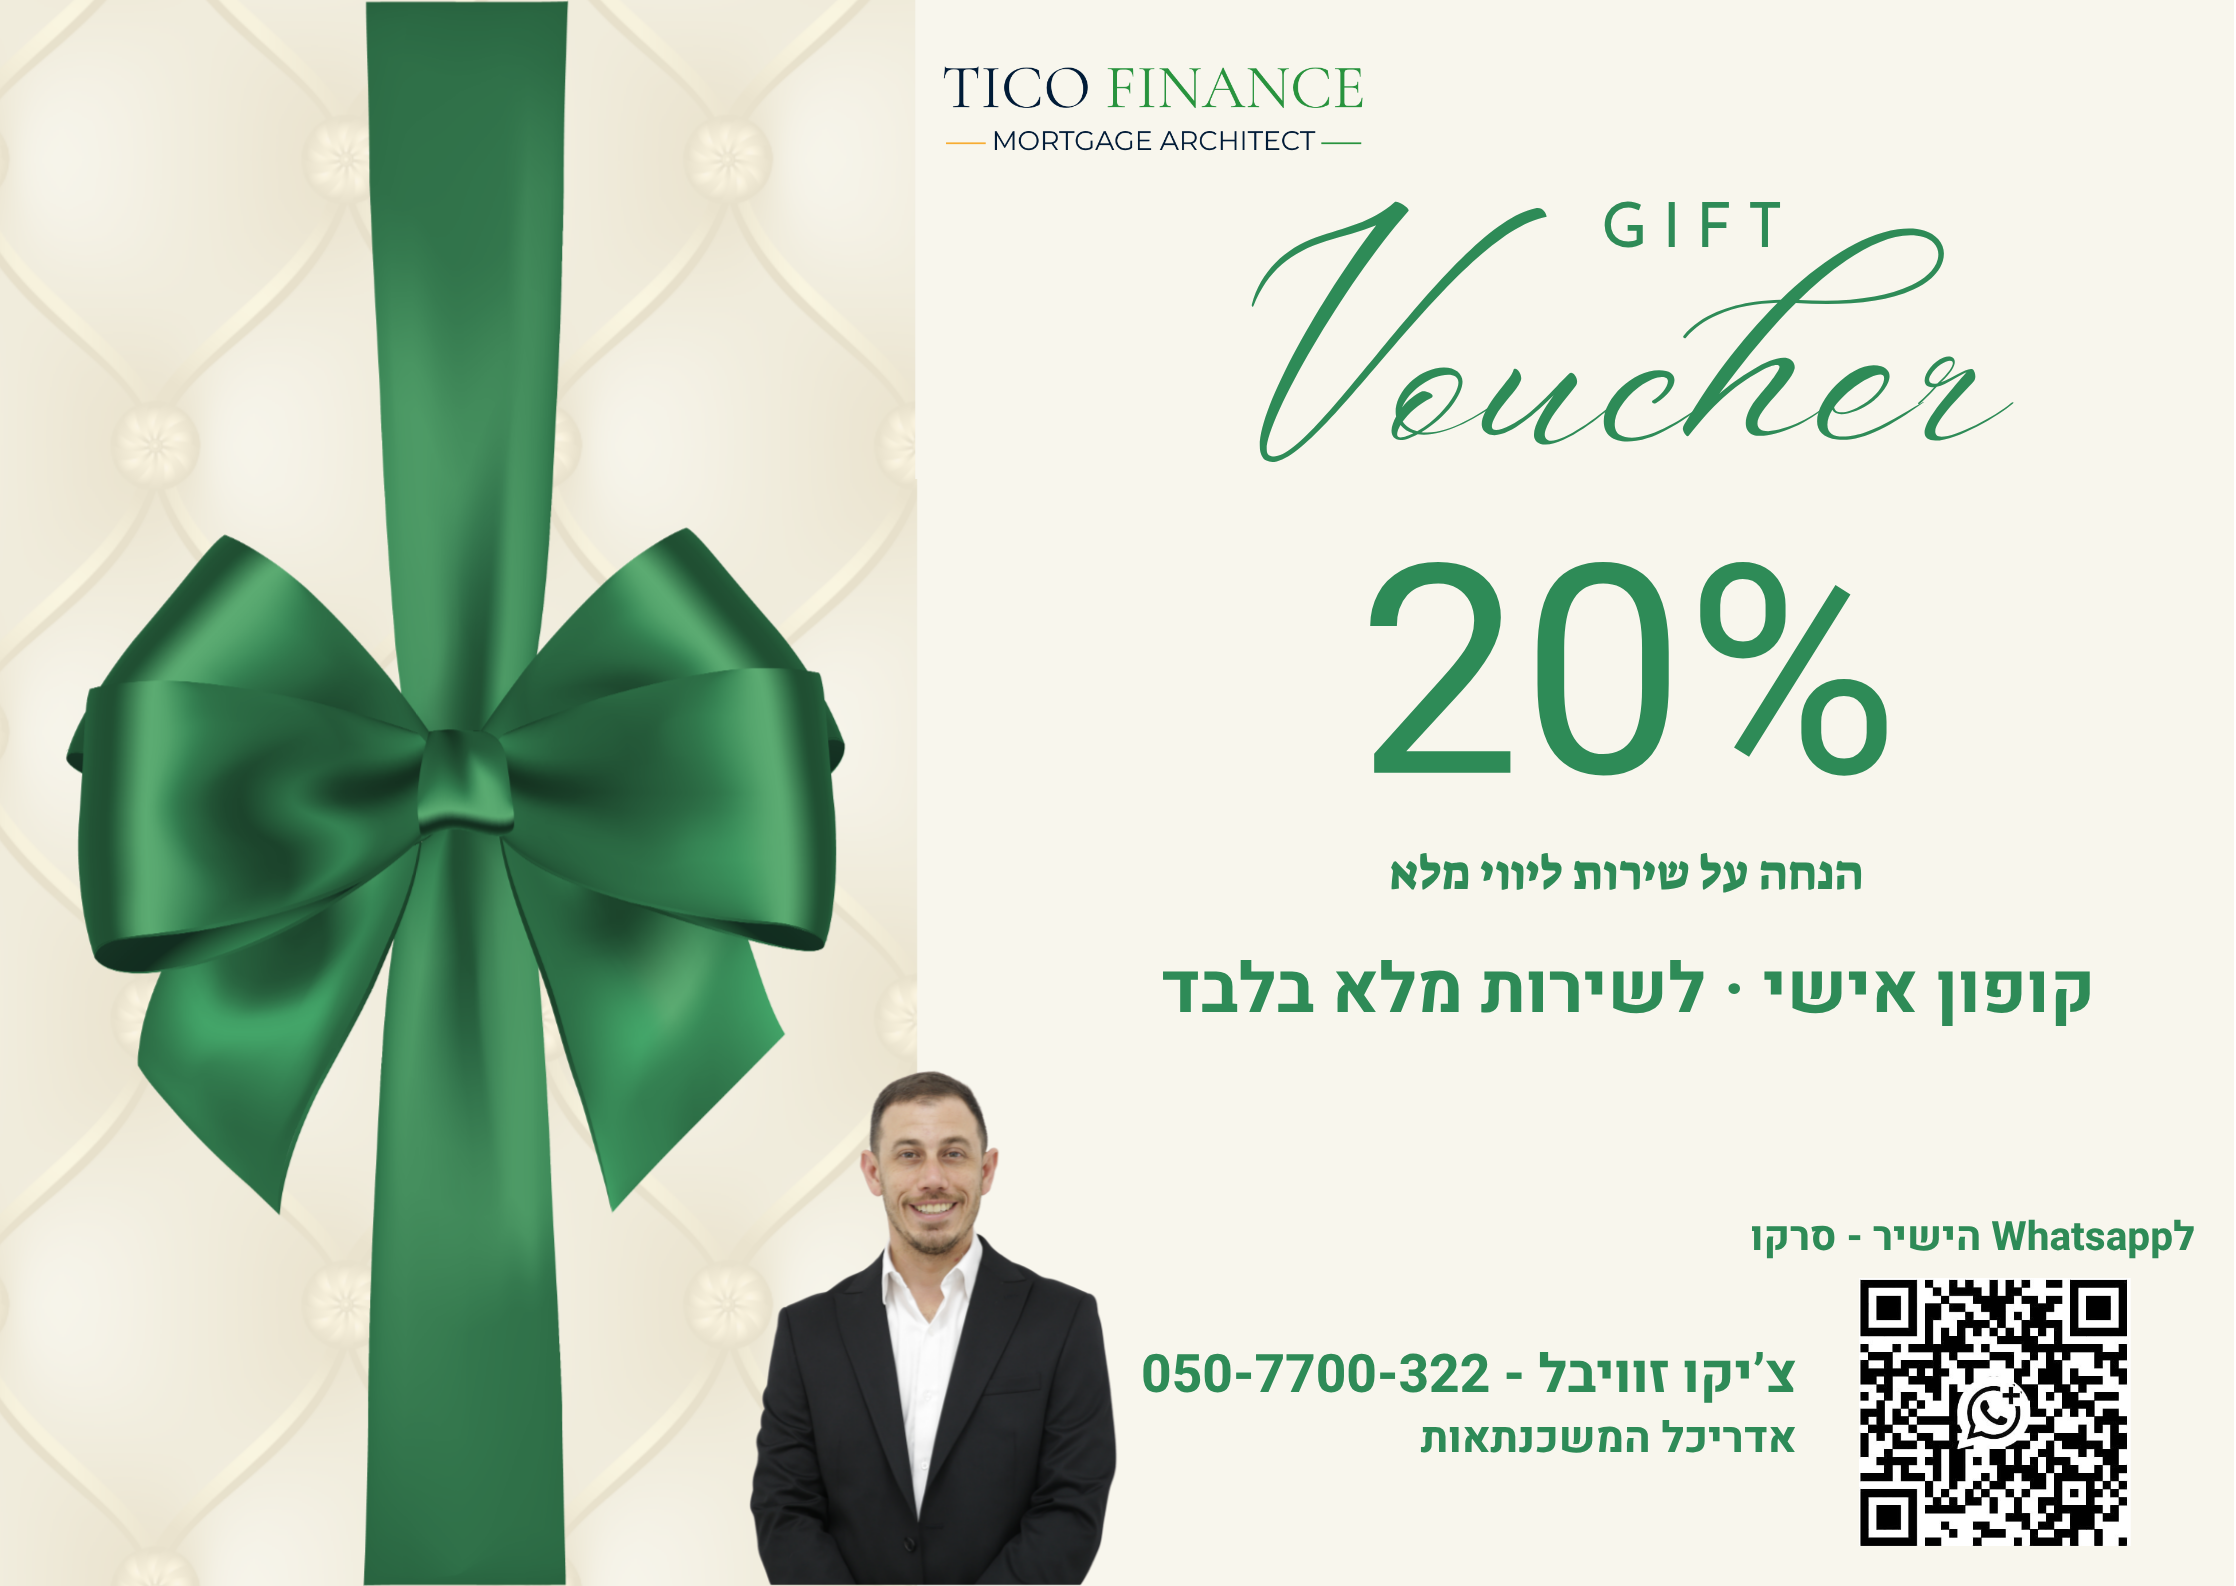 TICO FINANCE
MORTGAGE ARCHITECT
GIFT
Voucher
20%
הנחה על שירות ליווי מלא
קופון אישי · לשירות מלא בלבד
לWhatsapp הישיר - סרקו
צ'יקו זוויבל - 050-7700-322
אדריכל המשכנתאות